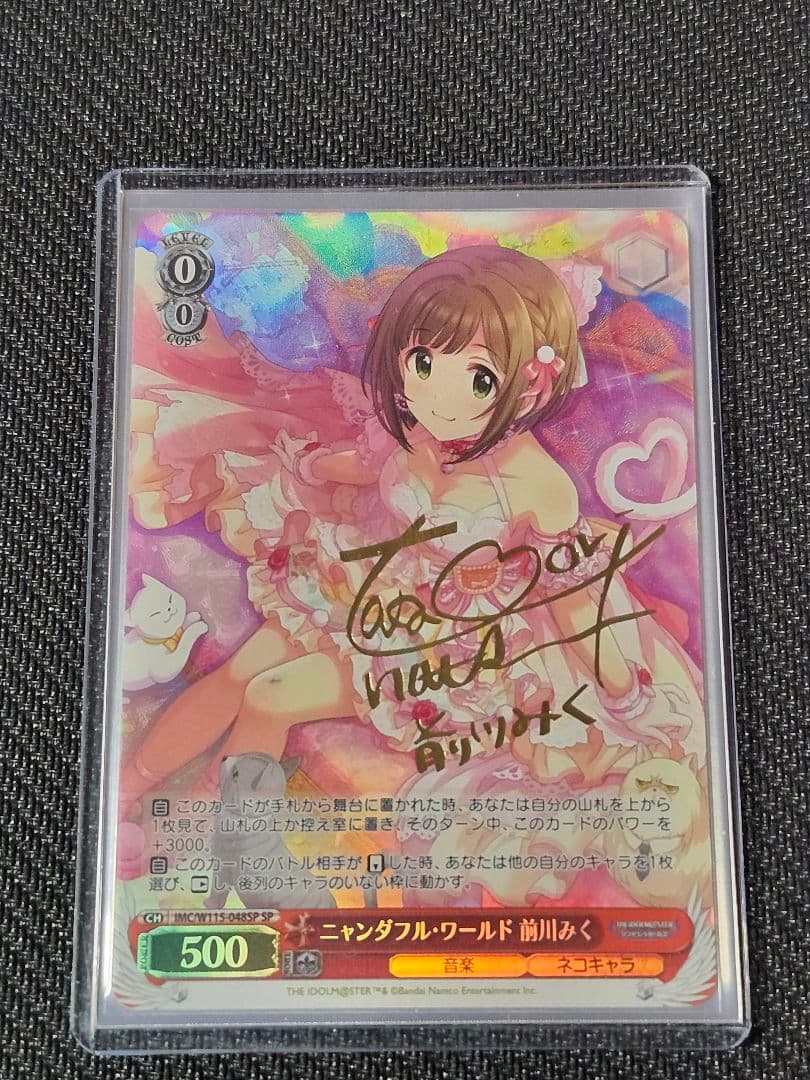 LEVEL
0
0
COST
前川みく
自 このカードが手札から舞台に置かれた時、あなたは自分の山札を上から
1枚見て、山札の上か控え室に置き、そのターン中、このカードのパワーを
+3000。
自 このカードのバトル相手が した時、あなたは他の自分のキャラを1枚
選び、 し、後列のキャラのいない枠に動かす。
CH IMC/W115-048SP SP
ニャンダフル・ワールド 前川みく
500
音楽 ネコキャラ
THE IDOLM@STER™& ©Bandai Namco Entertainment Inc.